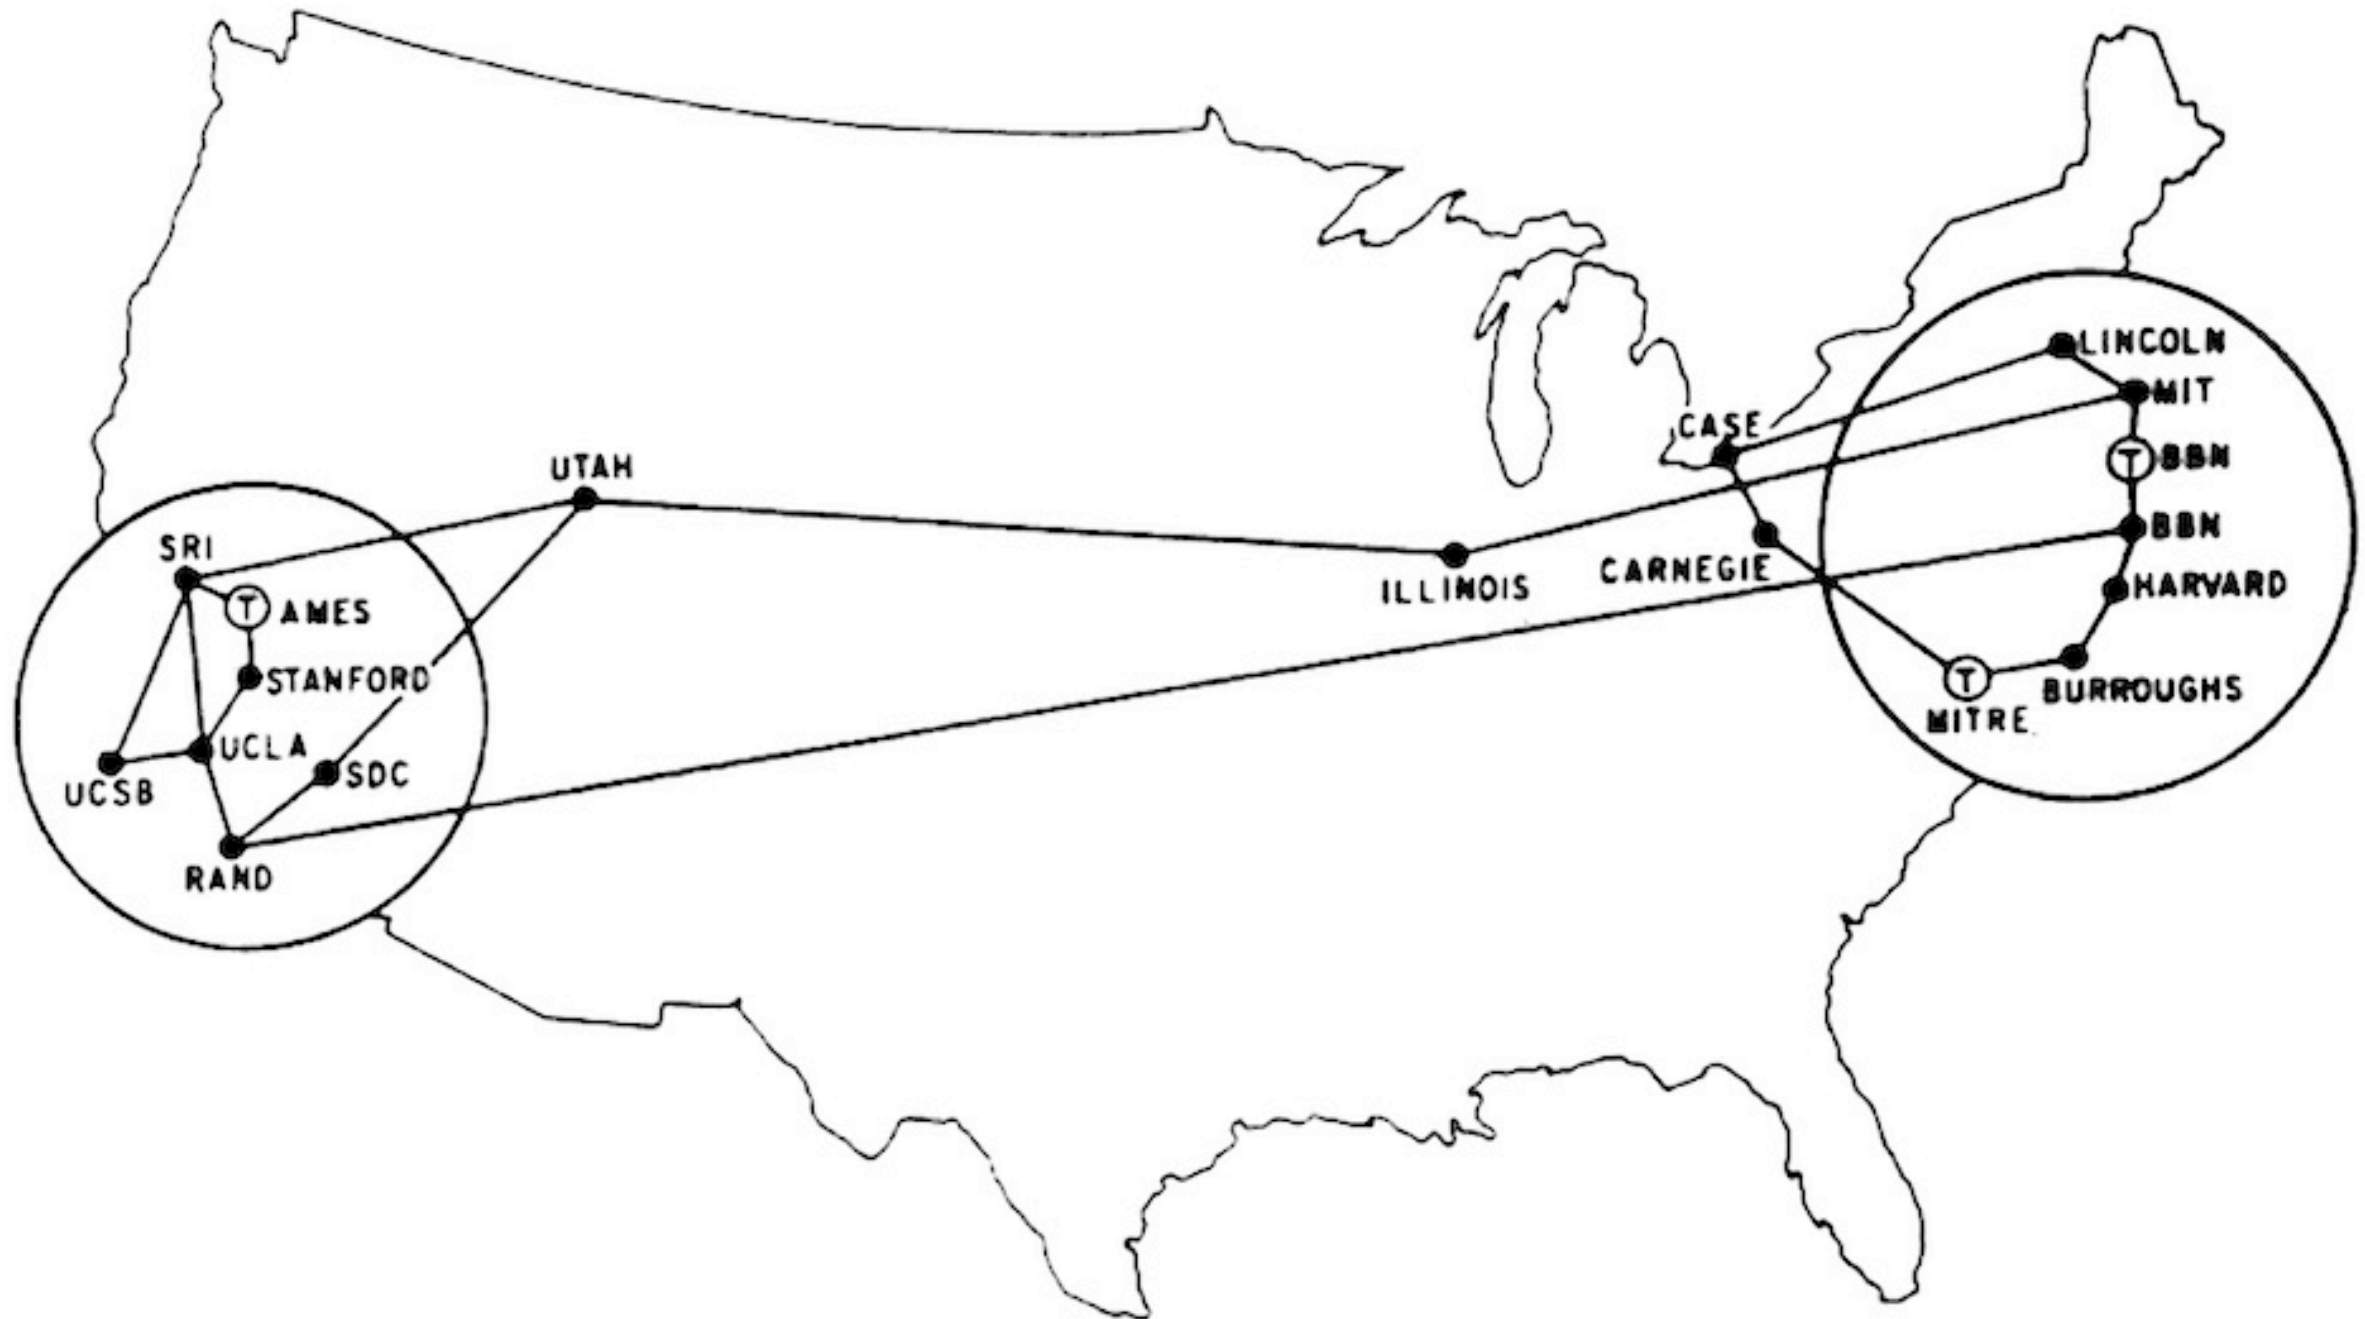 LINCOLN
MIT
CASE
T BBN
UTAH
BBN
SRI
ILLINOIS
CARNEGIE
HARVARD
T AMES
STANFORD
T
BURROUGHS
MITRE
UCLA
SDC
UCSB
RAND